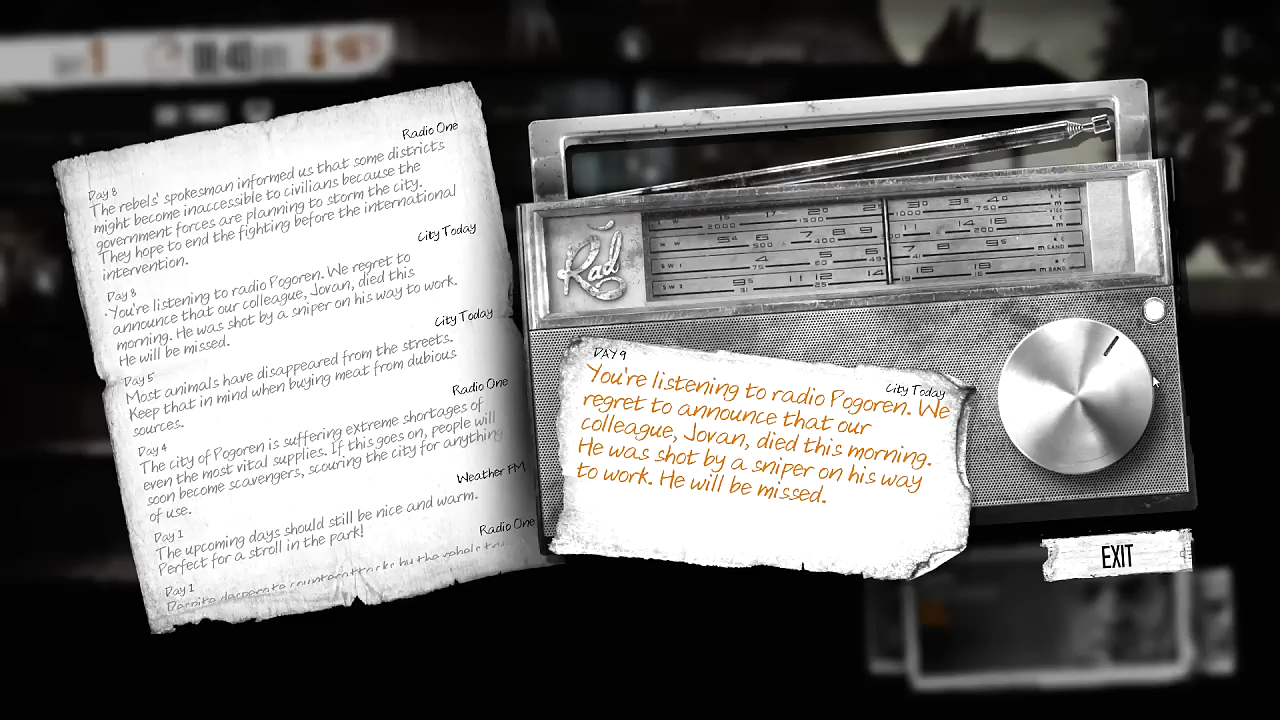 Radio One
Day 8
The rebels' spokesman informed us that some districts
might become inaccessible to civilians because the
government forces are planning to storm the city.
They hope to end the fighting before the international
intervention.
City Today
Day 8
You're listening to radio Pogoren. We regret to
announce that our colleague, Jovan, died this
morning. He was shot by a sniper on his way to work.
He will be missed.
City Today
Day 5
Most animals have disappeared from the streets.
Keep that in mind when buying meat from dubious
sources.
Radio One
Day 4
The city of Pogoren is suffering extreme shortages of
even the most vital supplies. If this goes on, people will
soon become scavengers, scouring the city for anything
of use.
Weather FM
Day 1
The upcoming days should still be nice and warm.
Perfect for a stroll in the park!
Radio One
Day 1
Despite desperate counterattacks by the rebels
Rad
DAY 9
City Today
You're listening to radio Pogoren. We
regret to announce that our
colleague, Jovan, died this morning.
He was shot by a sniper on his way
to work. He will be missed.
EXIT